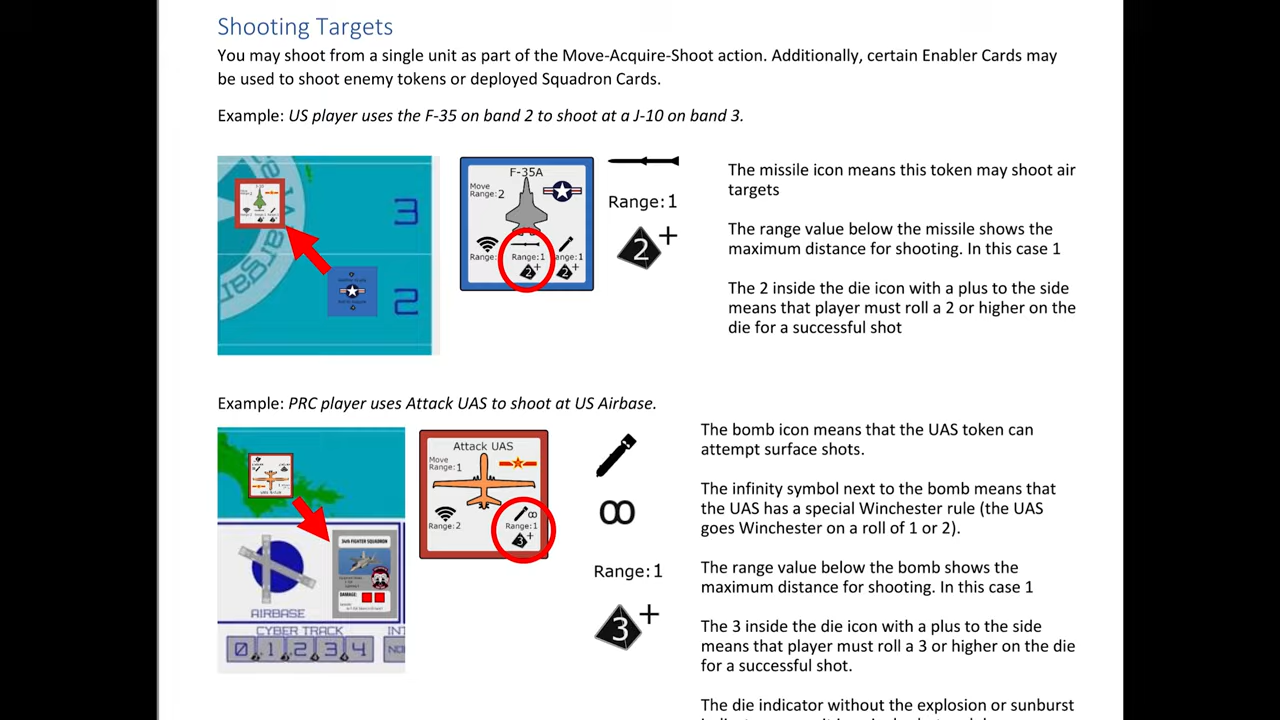 Shooting Targets
You may shoot from a single unit as part of the Move-Acquire-Shoot action. Additionally, certain Enabler Cards may
be used to shoot enemy tokens or deployed Squadron Cards.
Example: US player uses the F-35 on band 2 to shoot at a J-10 on band 3.
3
2
F-35A
Move
Range:2
Range:
Range:1
Range:1
2+
2+
Range:1
2+
The missile icon means this token may shoot air
targets
The range value below the missile shows the
maximum distance for shooting. In this case 1
The 2 inside the die icon with a plus to the side
means that player must roll a 2 or higher on the
die for a successful shot
Example: PRC player uses Attack UAS to shoot at US Airbase.
34th FIGHTER SQUADRON
DAMAGE:
AIRBASE
CYBER TRACK
0 1 2 3 4
Attack UAS
Move
Range:1
Range:2
∞
Range:1
3+
∞
Range:1
3+
The bomb icon means that the UAS token can
attempt surface shots.
The infinity symbol next to the bomb means that
the UAS has a special Winchester rule (the UAS
goes Winchester on a roll of 1 or 2).
The range value below the bomb shows the
maximum distance for shooting. In this case 1
The 3 inside the die icon with a plus to the side
means that player must roll a 3 or higher on the die
for a successful shot.
The die indicator without the explosion or sunburst